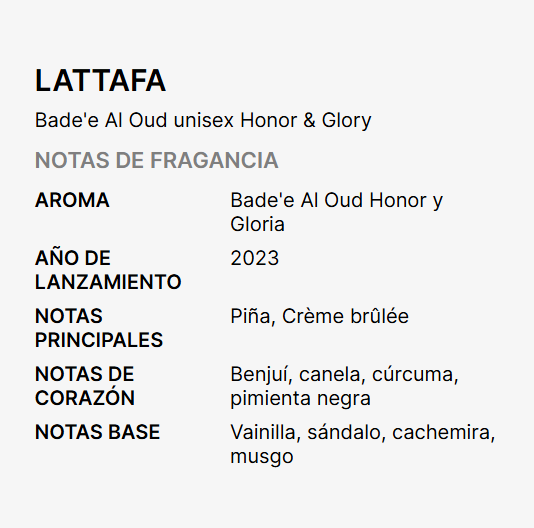 LATTAFA
Bade'e Al Oud unisex Honor & Glory
NOTAS DE FRAGANCIA
AROMA
Bade'e Al Oud Honor y
Gloria
AÑO DE
LANZAMIENTO
2023
NOTAS
PRINCIPALES
Piña, Crème brûlée
NOTAS DE
CORAZÓN
Benjuí, canela, cúrcuma,
pimienta negra
NOTAS BASE
Vainilla, sándalo, cachemira,
musgo